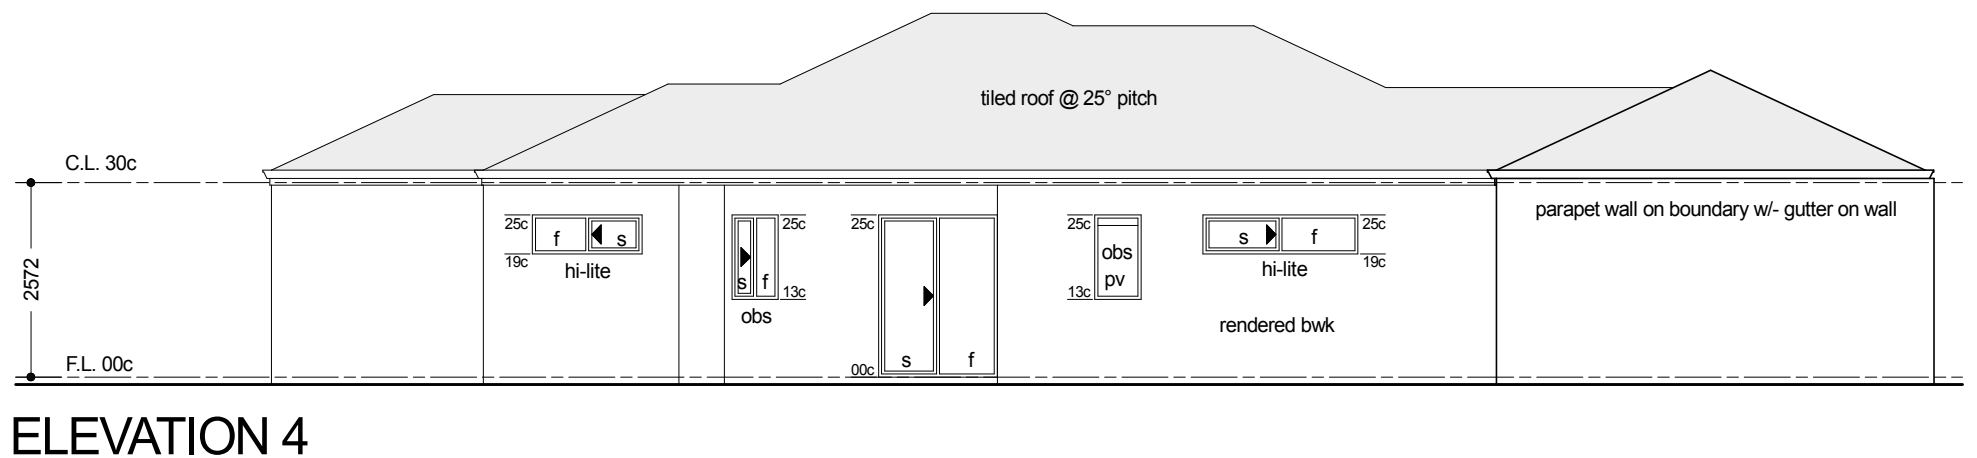 tiled roof @ 25° pitch
C.L. 30c
parapet wall on boundary w/- gutter on wall
25c
f
s
19c
hi-lite
25c
s
f
13c
obs
25c
s
f
00c
25c
obs
pv
13c
25c
s
f
19c
hi-lite
rendered bwk
2572
F.L. 00c
ELEVATION 4